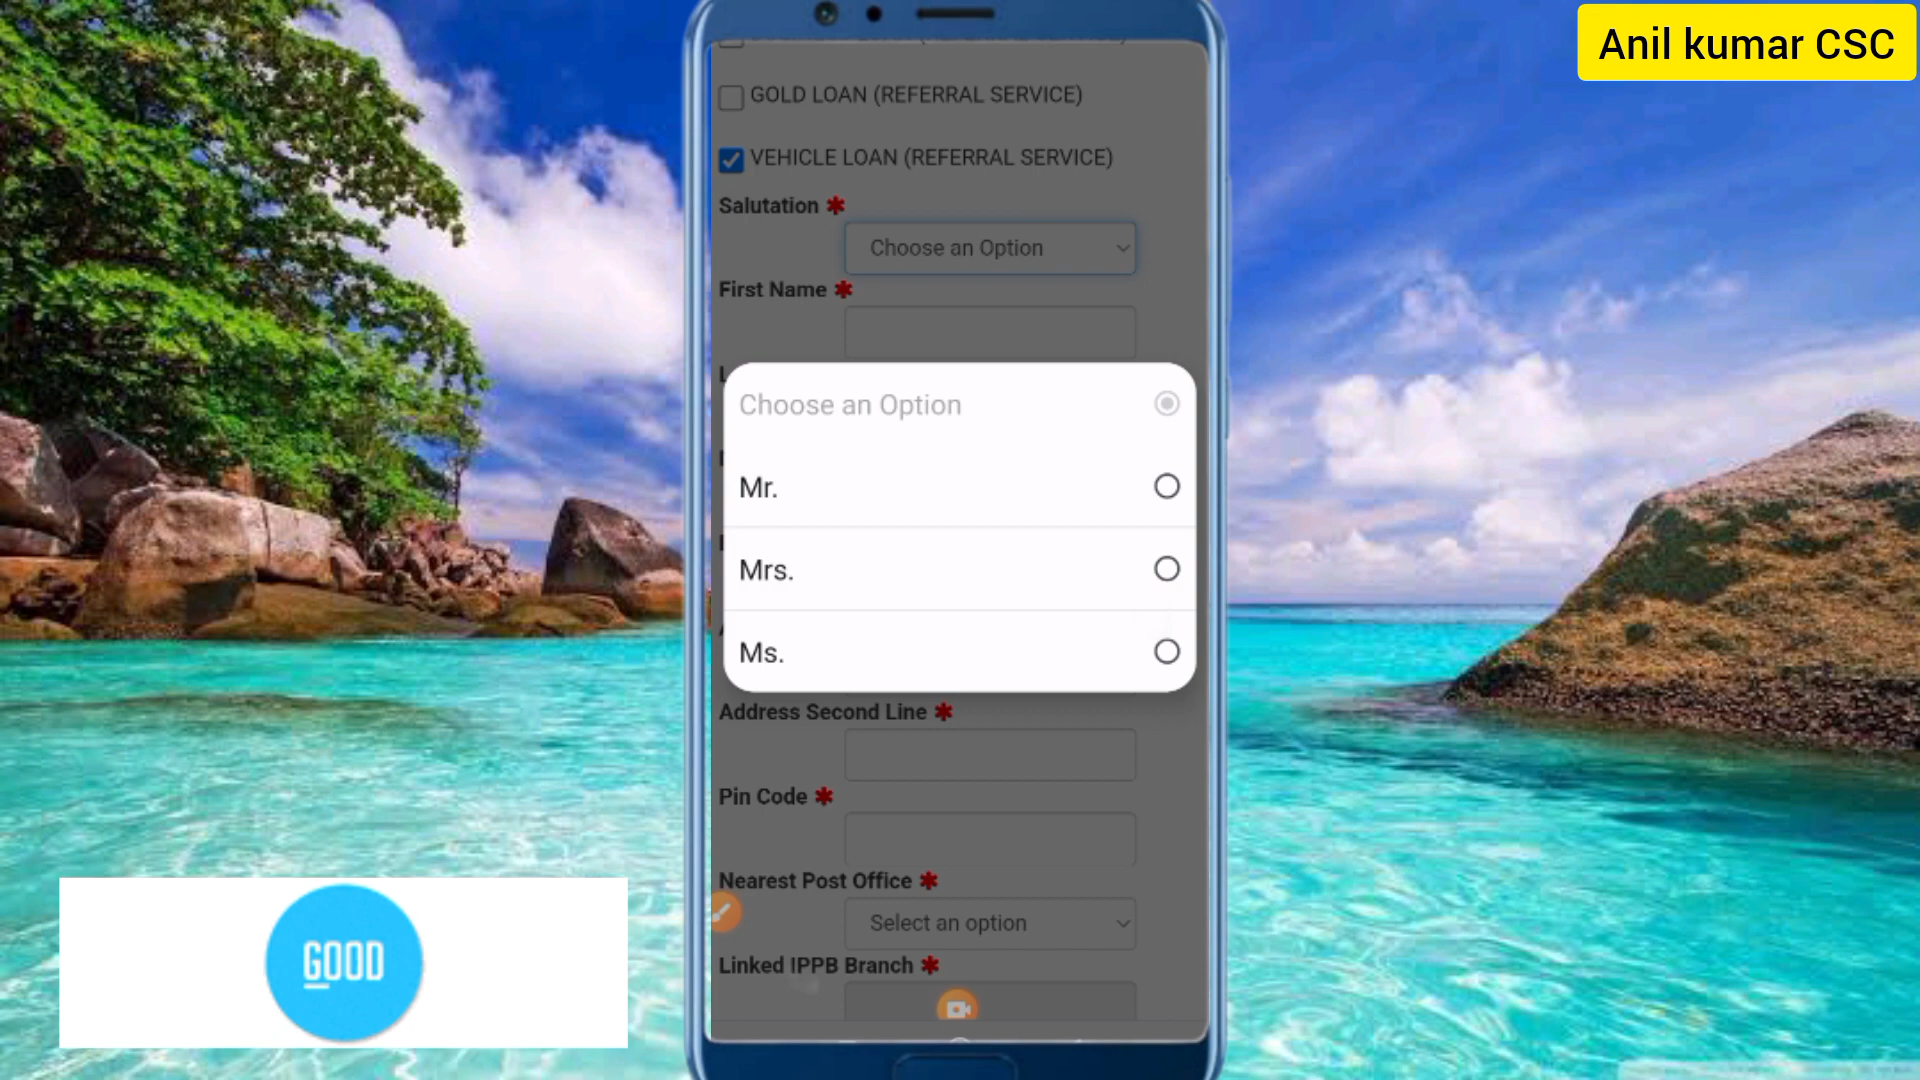 Anil kumar CSC
GOLD LOAN (REFERRAL SERVICE)
VEHICLE LOAN (REFERRAL SERVICE)
Salutation *
Choose an Option
First Name *
Choose an Option
Mr.
Mrs.
Ms.
Address Second Line *
Pin Code *
Nearest Post Office *
Select an option
Linked IPPB Branch *
GOOD